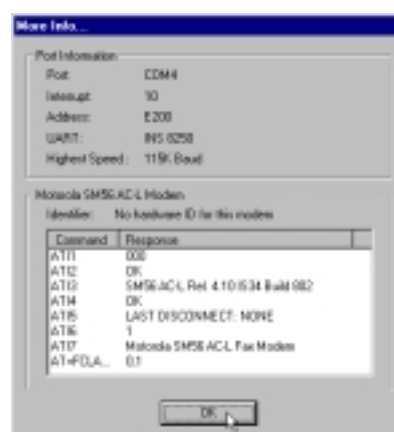 More Info...
Port Information
Port: COM4
Interrupt: 10
Address: E200
UART: INS 8250
Highest Speed: 115K Baud
Motorola SM56 AC-L Modem
Identifier: No hardware ID for this modem
Command Response
ATI1 000
ATI2 OK
ATI3 SM56 AC-L Rel. 4.10 I534 Build 802
ATI4 OK
ATI5 LAST DISCONNECT: NONE
ATI6 1
ATI7 Motorola SM56 AC-L Fax Modem
AT+FCLA... 0,1
OK